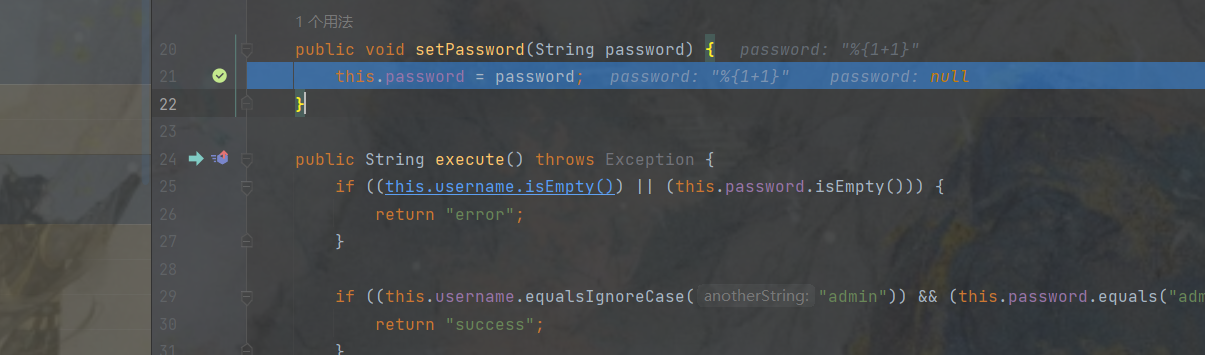 1 个用法
20 public void setPassword(String password) { password: "%{1+1}"
21 this.password = password; password: "%{1+1}" password: null
22 }
23
24 public String execute() throws Exception {
25 if ((this.username.isEmpty()) || (this.password.isEmpty())) {
26 return "error";
27 }
28
29 if ((this.username.equalsIgnoreCase( anotherString: "admin")) && (this.password.equals("adm
30 return "success";
31 }